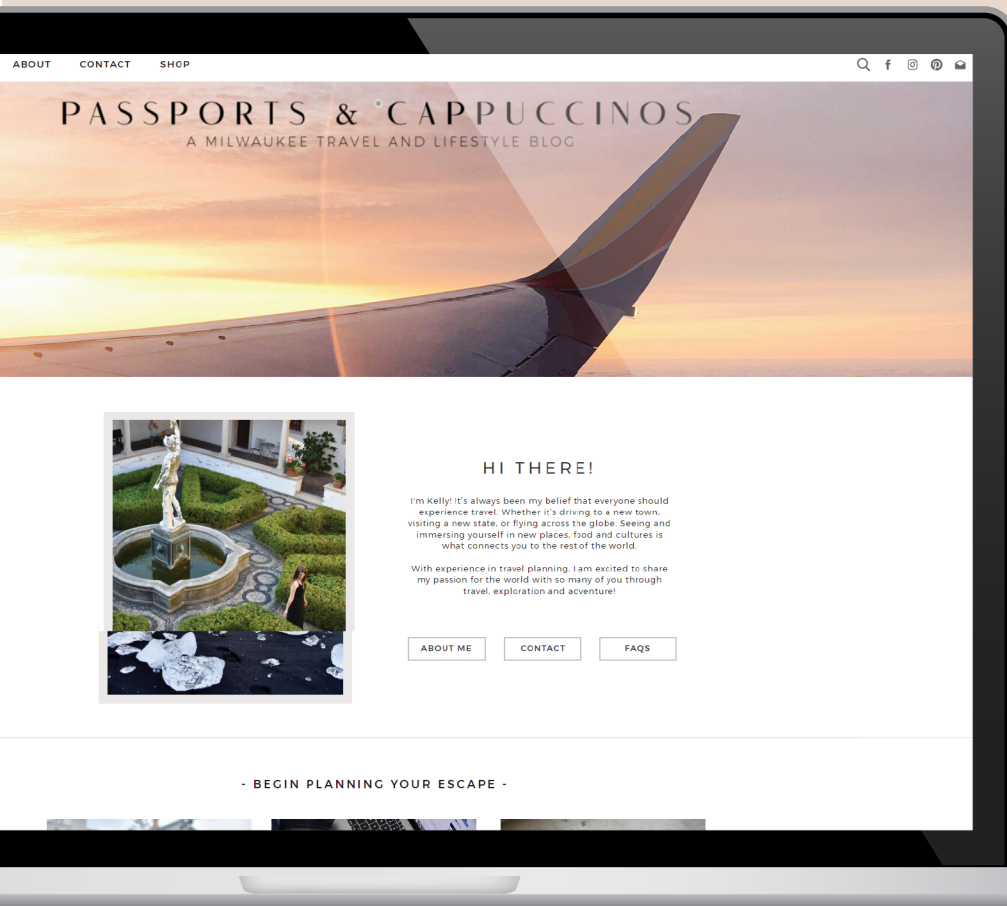 ABOUT CONTACT SHOP
PASSPORTS & CAPPUCCINOS
A MILWAUKEE TRAVEL AND LIFESTYLE BLOG
HI THERE!
I'm Kelly! It's always been my belief that everyone should
experience travel. Whether it's driving to a new town,
visiting a new state, or flying across the globe. Seeing and
immersing yourself in new places, food and cultures is
what connects you to the rest of the world.
With experience in travel planning, I am excited to share
my passion for the world with so many of you through
travel, exploration and adventure!
ABOUT ME CONTACT FAQS
- BEGIN PLANNING YOUR ESCAPE -